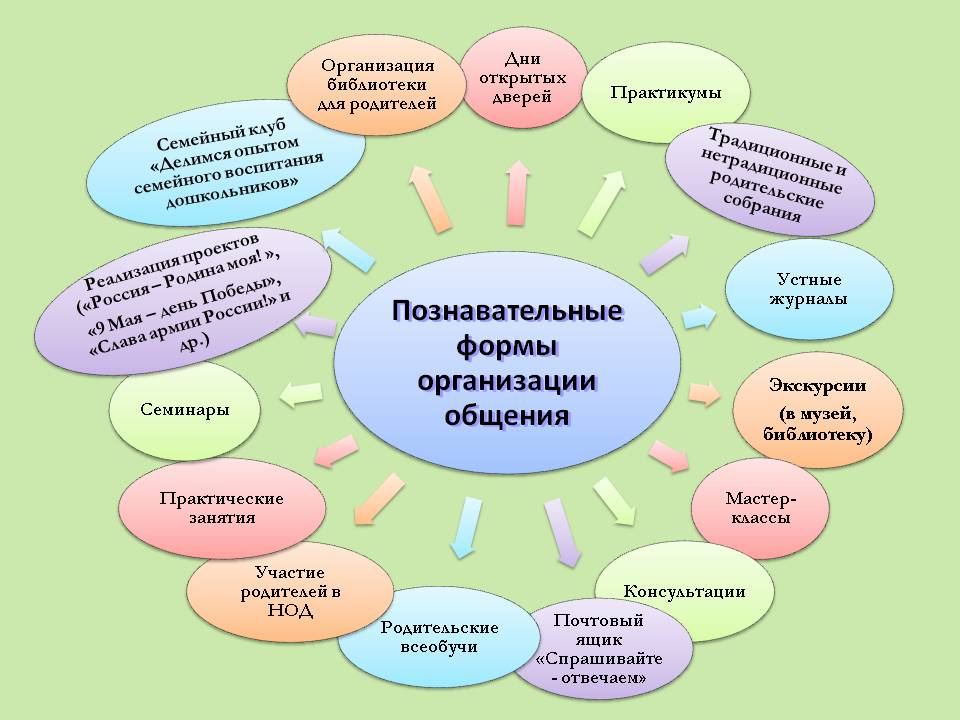 Дни
открытых
дверей
Практикумы
Традиционные и
нетрадиционные
родительские
собрания
Устные
журналы
Экскурсии
(в музей,
библиотеку)
Мастер-
классы
Консультации
Почтовый
ящик
«Спрашивайте
- отвечаем»
Родительские
всеобучи
Участие
родителей в
НОД
Практические
занятия
Семинары
Реализация проектов
(«Россия – Родина моя! »,
«9 Мая – день Победы»,
«Слава армии России!» и
др.)
Семейный клуб
«Делимся опытом
семейного воспитания
дошкольников»
Организация
библиотеки
для родителей
Познавательные
формы
организации
общения